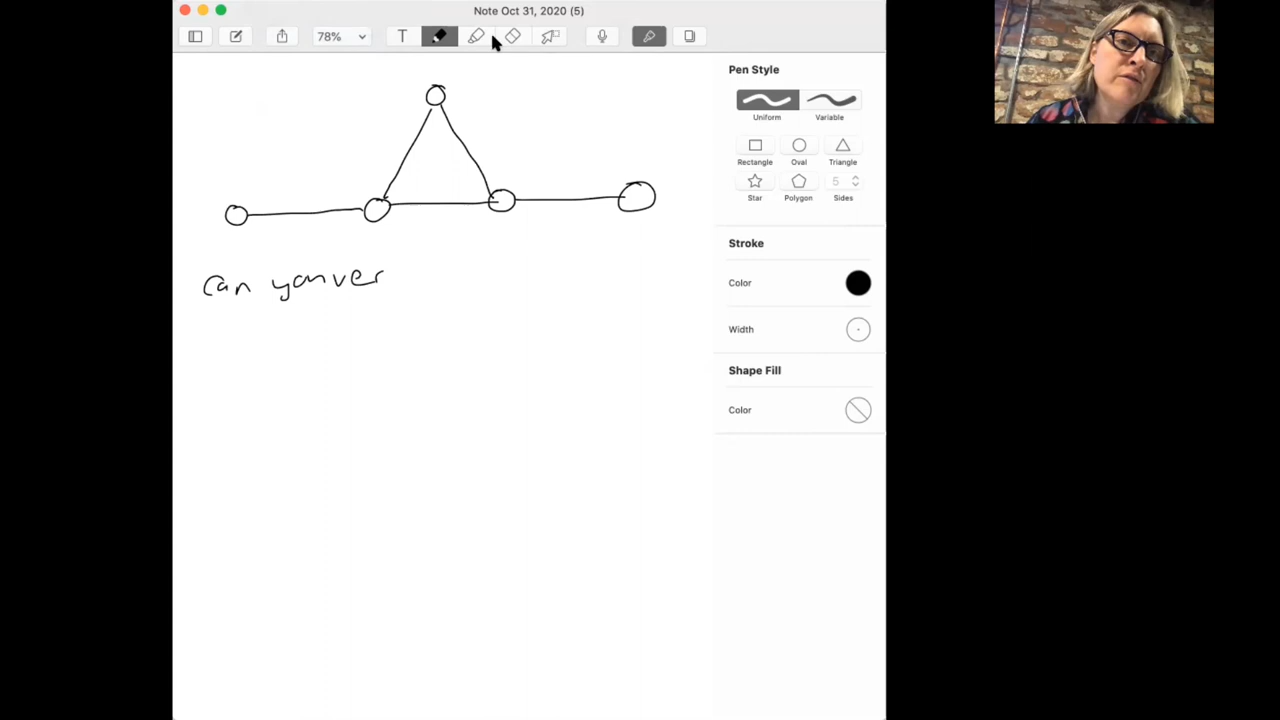 Note Oct 31, 2020 (5)
78%
T
Pen Style
Uniform Variable
Rectangle Oval Triangle
5
Star Polygon Sides
Stroke
Color
Width
Shape Fill
Color
can yonver